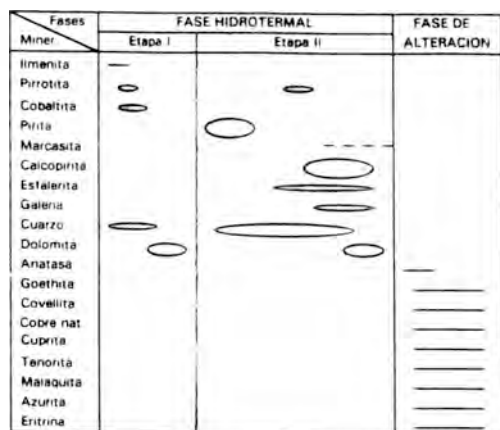 Fases FASE HIDROTERMAL FASE DE
Miner. Etapa I Etapa II ALTERACION
Ilmenita
Pirrotita
Cobaltita
Pirita
Marcasita
Calcopirita
Esfalerita
Galena
Cuarzo
Dolomita
Anatasa
Goethita
Covellita
Cobre nat
Cuprita
Tenorita
Malaquita
Azurita
Eritrina